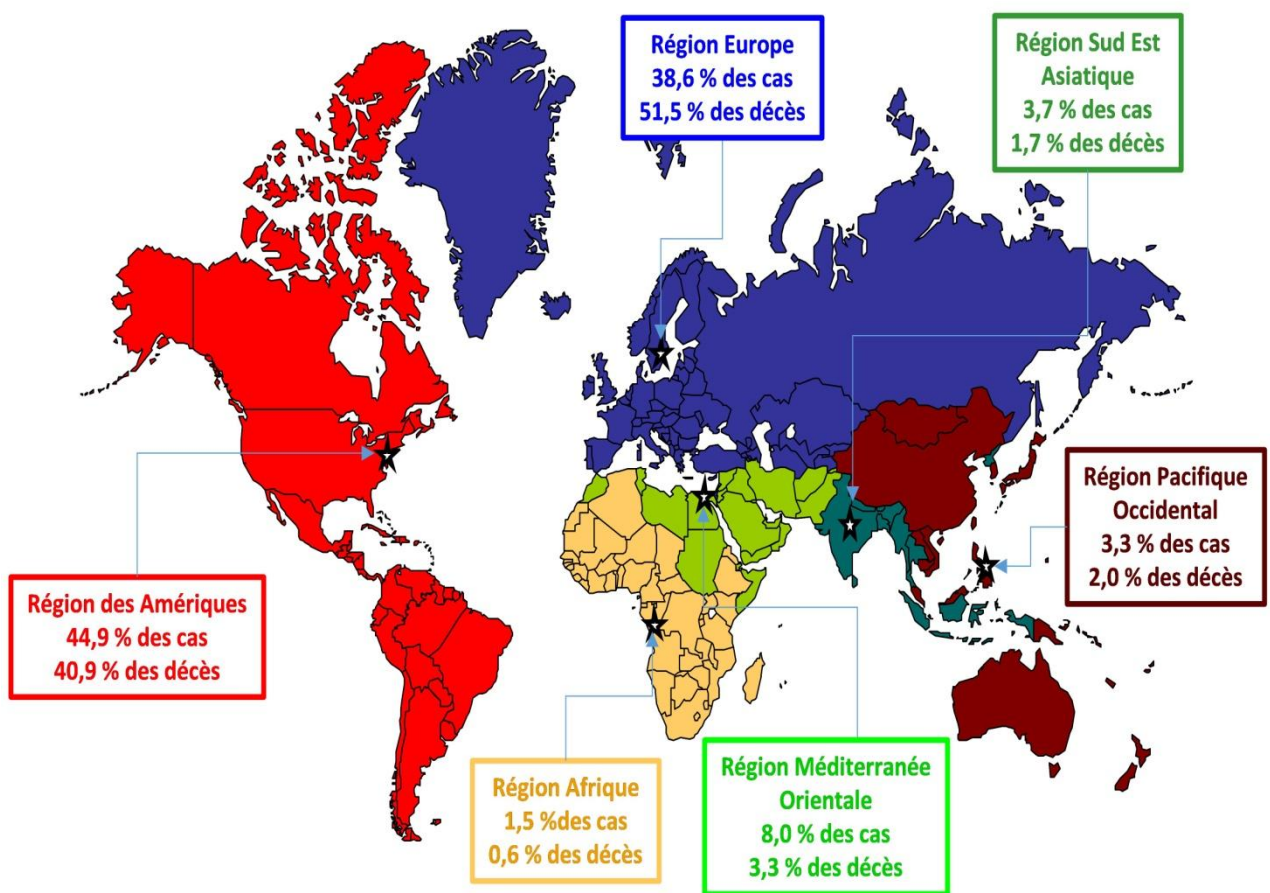 Région Europe
38,6 % des cas
51,5 % des décès
Région Sud Est
Asiatique
3,7 % des cas
1,7 % des décès
Région Pacifique
Occidental
3,3 % des cas
2,0 % des décès
Région des Amériques
44,9 % des cas
40,9 % des décès
Région Afrique
1,5 %des cas
0,6 % des décès
Région Méditerranée
Orientale
8,0 % des cas
3,3 % des décès